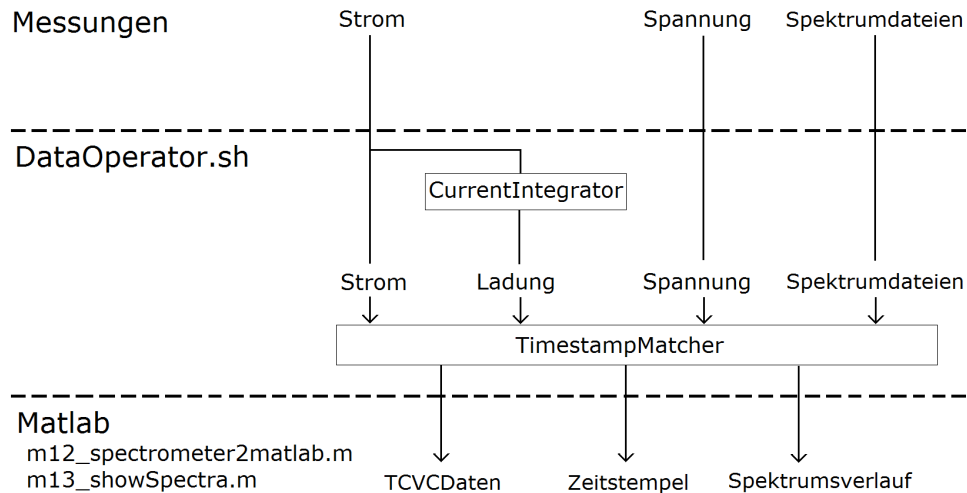 Messungen
Strom
Spannung
Spektrumdateien
DataOperator.sh
CurrentIntegrator
Strom
Ladung
Spannung
Spektrumdateien
TimestampMatcher
Matlab
m12_spectrometer2matlab.m
m13_showSpectra.m
TCVCDaten
Zeitstempel
Spektrumsverlauf